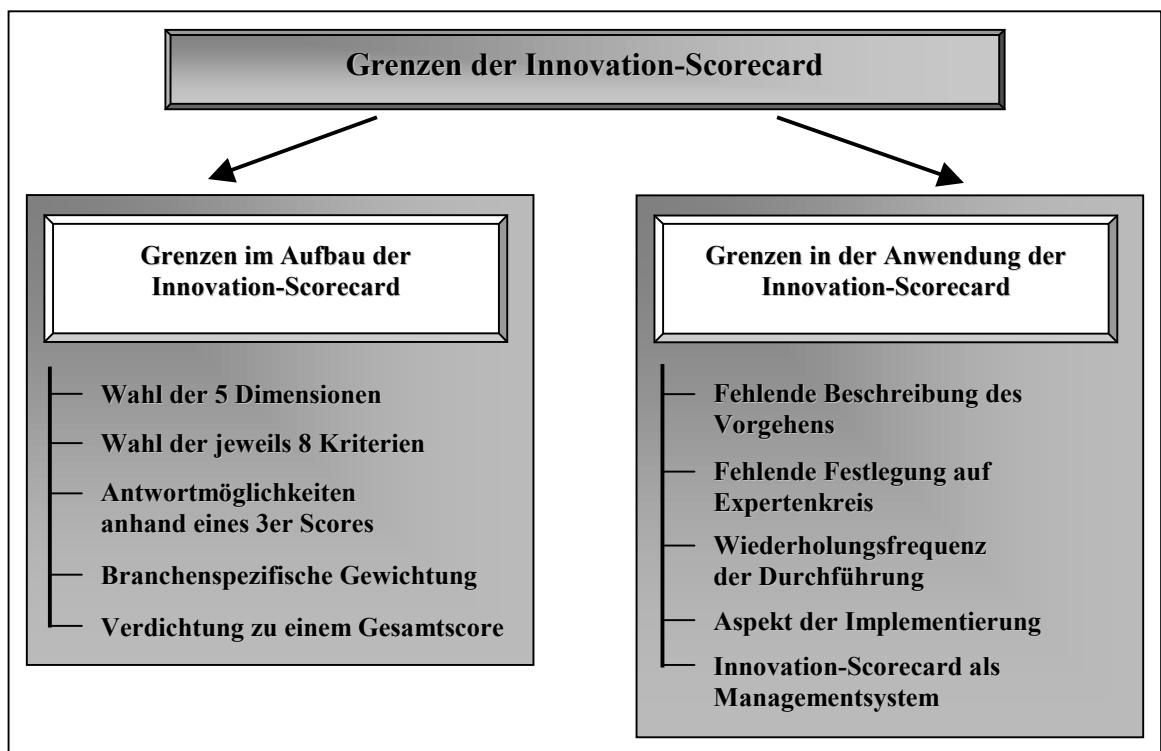 Grenzen der Innovation-Scorecard
Grenzen im Aufbau der
Innovation-Scorecard
Wahl der 5 Dimensionen
Wahl der jeweils 8 Kriterien
Antwortmöglichkeiten
anhand eines 3er Scores
Branchenspezifische Gewichtung
Verdichtung zu einem Gesamtscore
Grenzen in der Anwendung der
Innovation-Scorecard
Fehlende Beschreibung des
Vorgehens
Fehlende Festlegung auf
Expertenkreis
Wiederholungsfrequenz
der Durchführung
Aspekt der Implementierung
Innovation-Scorecard als
Managementsystem